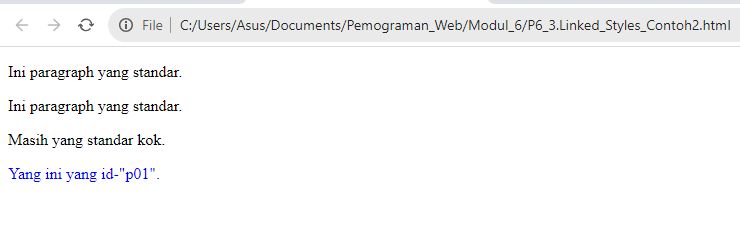 File
C:/Users/Asus/Documents/Pemograman_Web/Modul_6/P6_3.Linked_Styles_Contoh2.html
Ini paragraph yang standar.
Ini paragraph yang standar.
Masih yang standar kok.
Yang ini yang id-"p01".